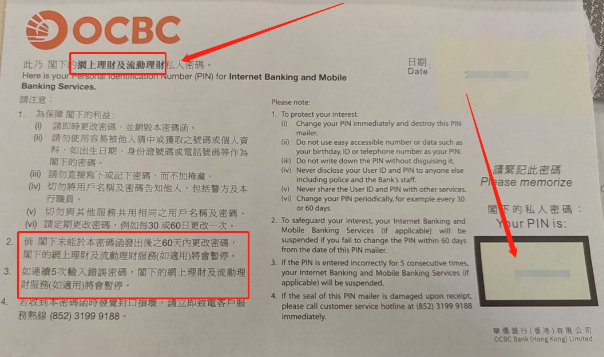 OCBC
此乃 閣下的網上理財及流動理財私人密碼。
Here is your Personal Identification Number (PIN) for Internet Banking and Mobile
Banking Services.
日期
Date
請注意：
1. 為保障 閣下的利益:
(i) 請即時更改密碼，並銷毀本密碼函。
(ii) 請勿使用容易被他人猜中或獲取之號碼或個人資
料，如出生日期、身份證號碼或電話號碼等作為
閣下的密碼。
(iii) 請勿直接寫下或記下密碼，而不加掩藏。
(iv) 切勿將用戶名稱及密碼告知他人，包括警方及本
行職員。
(v) 切勿與其他服務共用相同之用戶名稱及密碼。
(vi) 請定期更改密碼，例如每30 或60日更改一次。
2. 倘 閣下未能於本密碼函發出後之60天內更改密碼，
閣下的網上理財及流動理財服務(如適用)將會暫停。
3. 如連續5次輸入錯誤密碼，閣下的網上理財及流動理
財服務(如適用)將會暫停。
4. 若收到本密碼函時發覺封口損壞，請立即致電客戶服
務熱線 (852) 3199 9188。
Please note:
1. To protect your interest.
(i) Change your PIN immediately and destroy this PIN
mailer.
(ii) Do not use easy accessible number or data such as
your birthday, ID or telephone number as your PIN.
(iii) Do not write down the PIN without disguising it.
(iv) Never disclose your User ID and PIN to anyone else
including police and the Bank's staff.
(v) Never share the User ID and PIN with other services.
(vi) Change your PIN periodically, for example every 30
or 60 days.
2. To safeguard your interest, your Internet Banking and
Mobile Banking Services (if applicable) will be
suspended if you fail to change the PIN within 60 days
from the date of this PIN mailer.
3. If the PIN is entered incorrectly for 5 consecutive times,
your Internet Banking and Mobile Banking Services (if
applicable) will be suspended.
4. If the seal of this PIN mailer is damaged upon receipt,
please call customer service hotline at (852) 3199 9188
immediately.
請緊記此密碼
Please memorize
閣下的私人密碼：
Your PIN is:
華僑銀行(香港)有限公司
OCBC Bank (Hong Kong) Limited